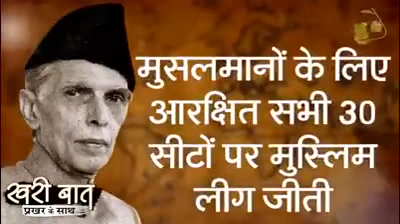 मुसलमानों के लिए
आरक्षित सभी 30
सीटों पर मुस्लिम
लीग जीती
खरी बात
प्रखर के साथ